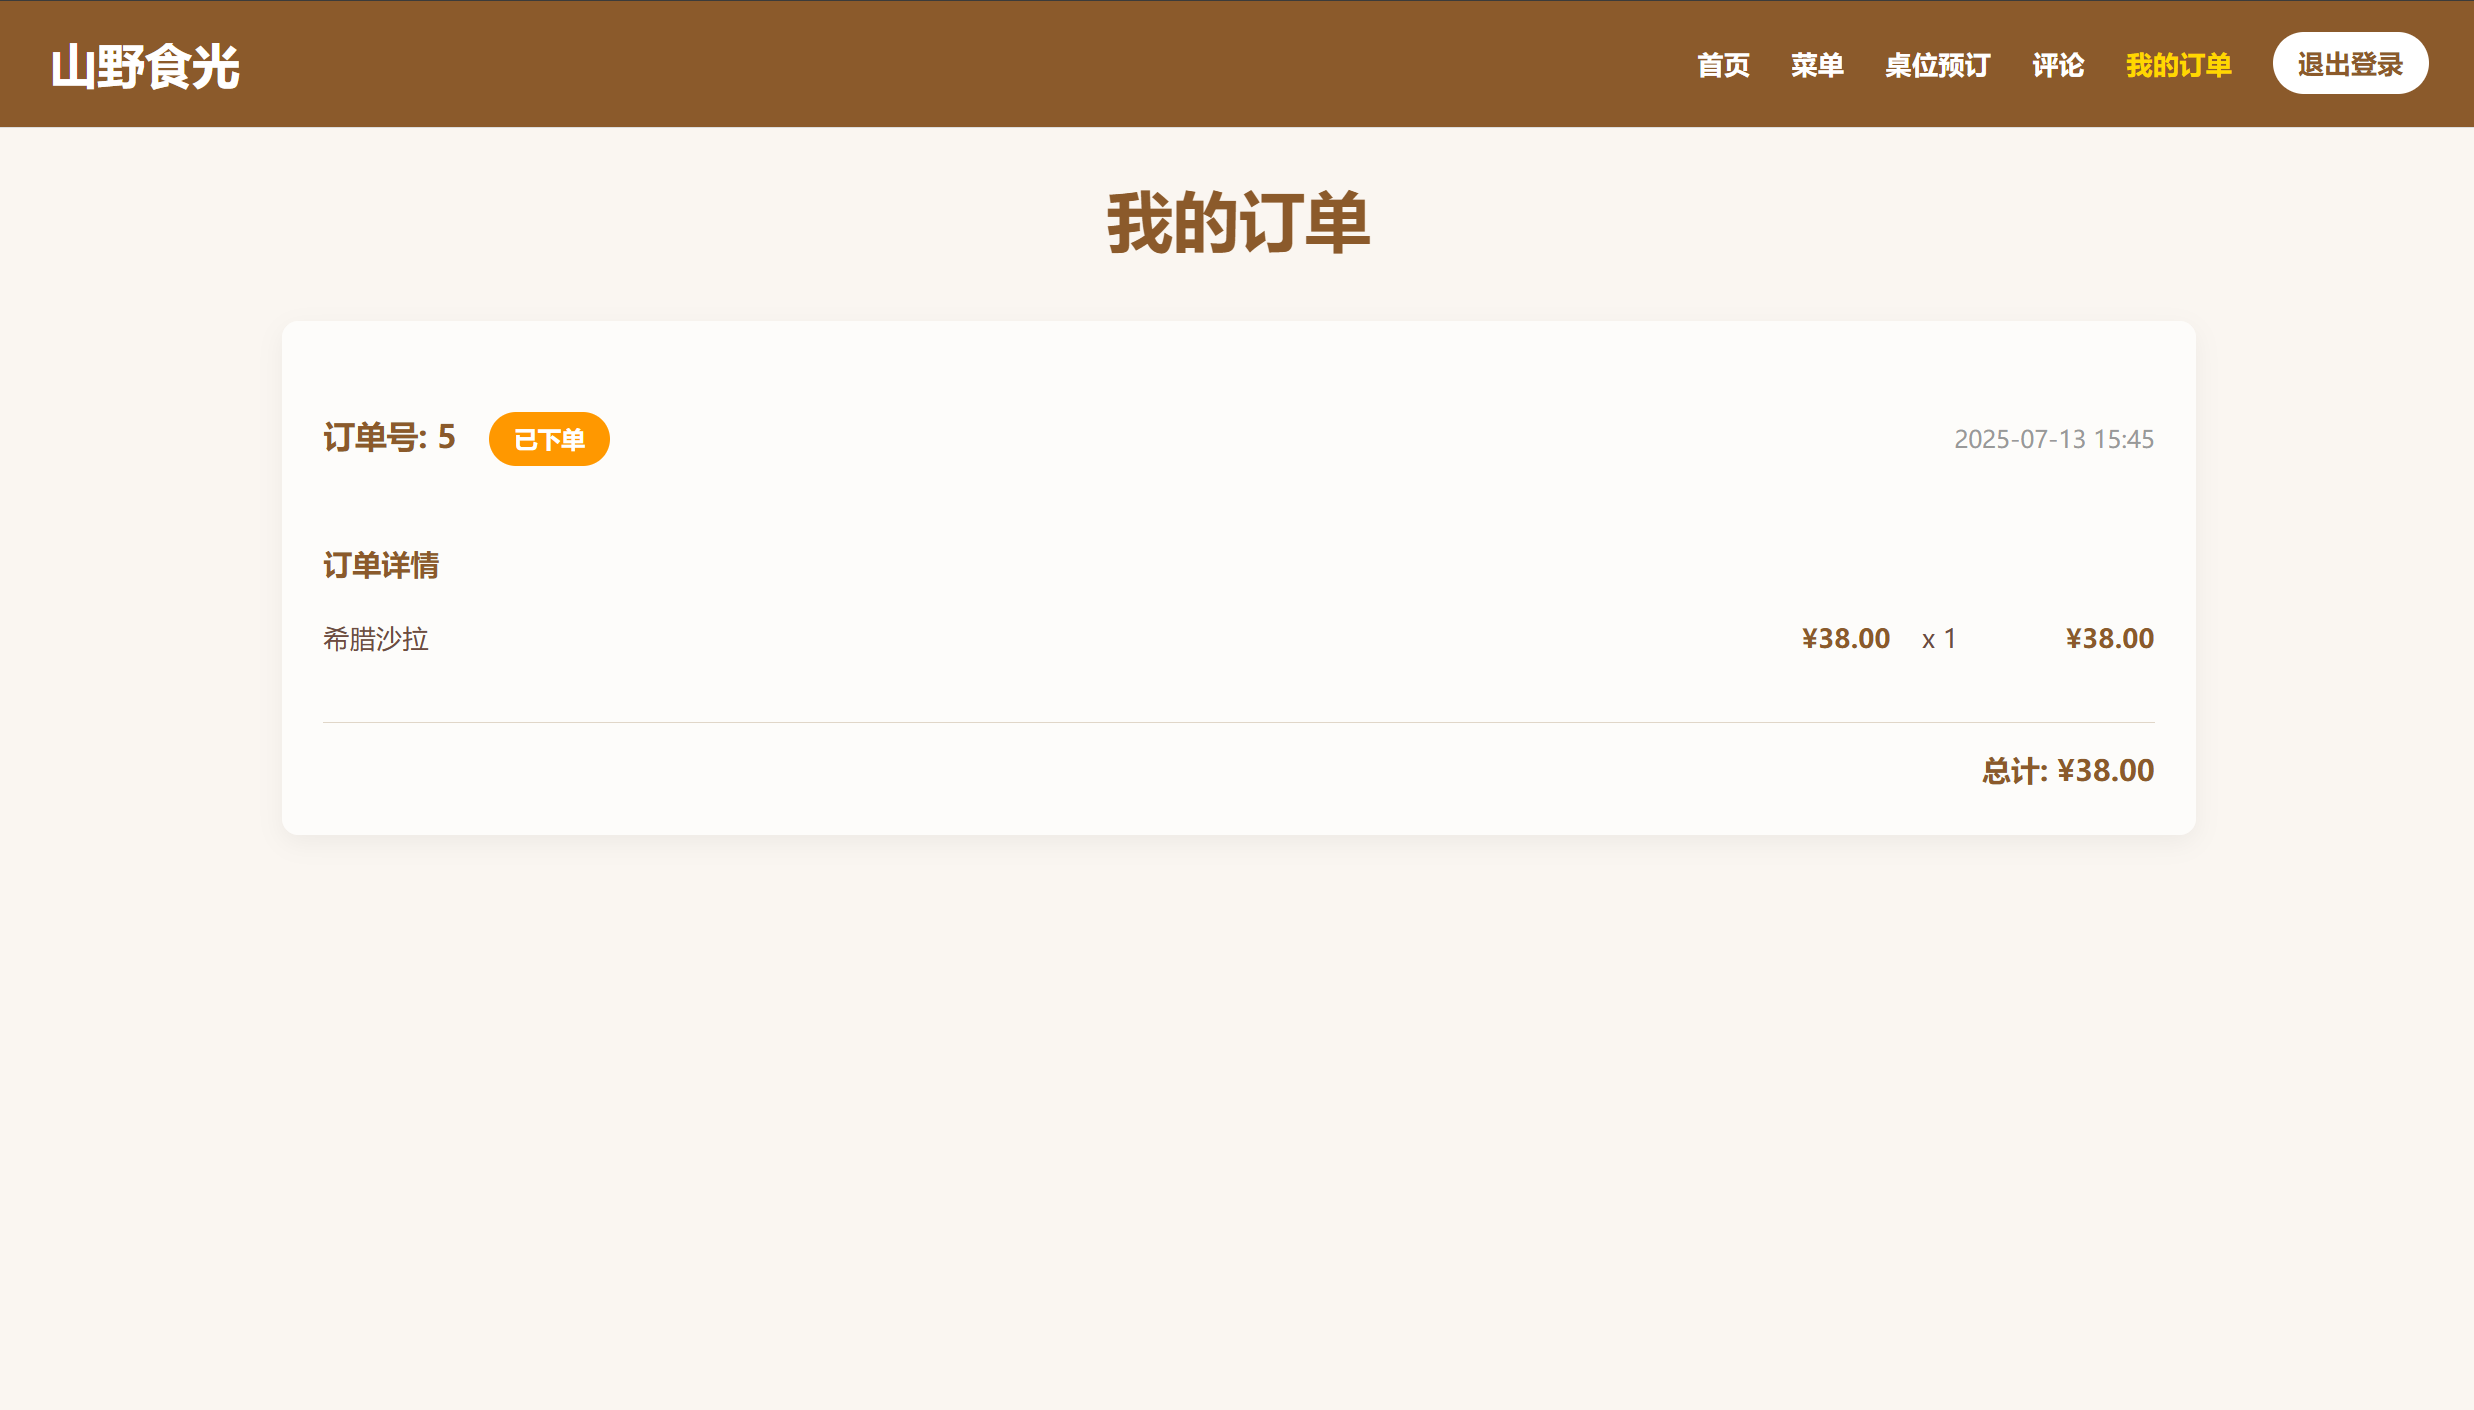 山野食光
首页 菜单 桌位预订 评论 我的订单 退出登录
我的订单
订单号: 5 已下单 2025-07-13 15:45
订单详情
希腊沙拉 ¥38.00 x 1 ¥38.00
总计: ¥38.00